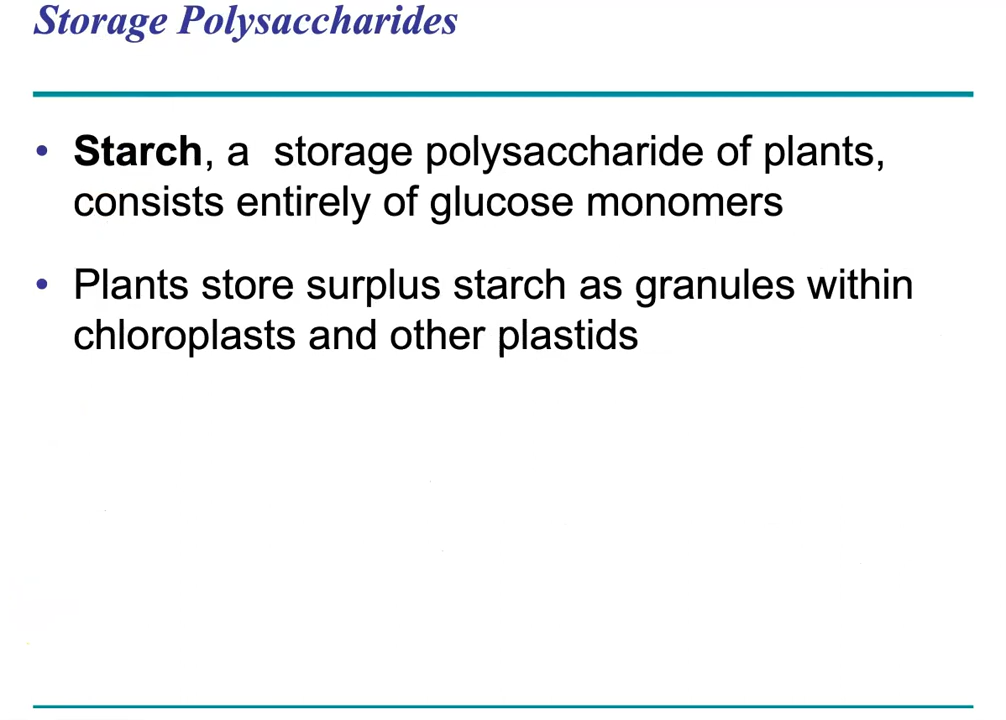 Storage Polysaccharides
• Starch, a  storage polysaccharide of plants,
consists entirely of glucose monomers
• Plants store surplus starch as granules within
chloroplasts and other plastids